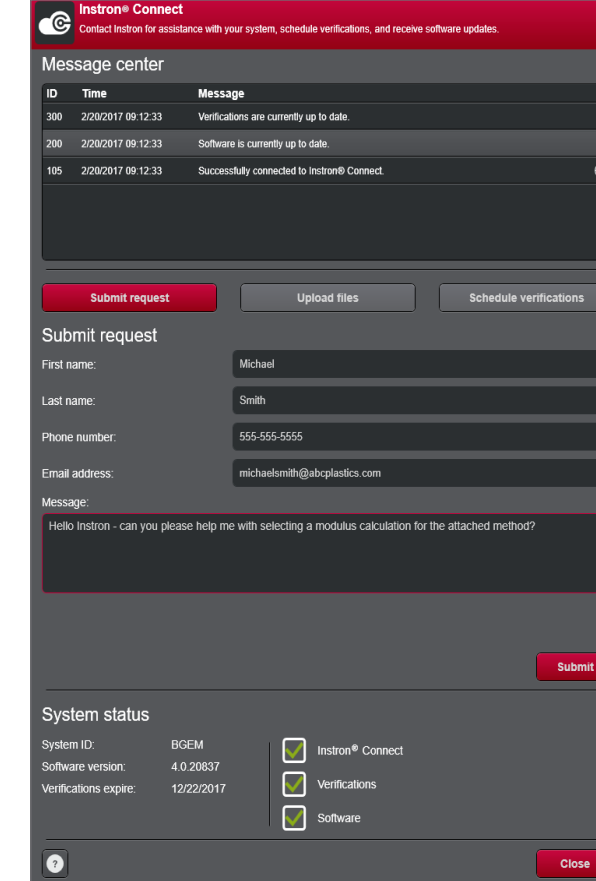 Instron® Connect
Contact Instron for assistance with your system, schedule verifications, and receive software updates.
Message center
ID Time Message
300 2/20/2017 09:12:33 Verifications are currently up to date.
200 2/20/2017 09:12:33 Software is currently up to date.
105 2/20/2017 09:12:33 Successfully connected to Instron® Connect.
Submit request Upload files Schedule verifications
Submit request
First name: Michael
Last name: Smith
Phone number: 555-555-5555
Email address: michaelsmith@abcplastics.com
Message:
Hello Instron - can you please help me with selecting a modulus calculation for the attached method?
Submit
System status
System ID: BGEM Instron® Connect
Software version: 4.0.20837
Verifications expire: 12/22/2017 Verifications
Software
? Close